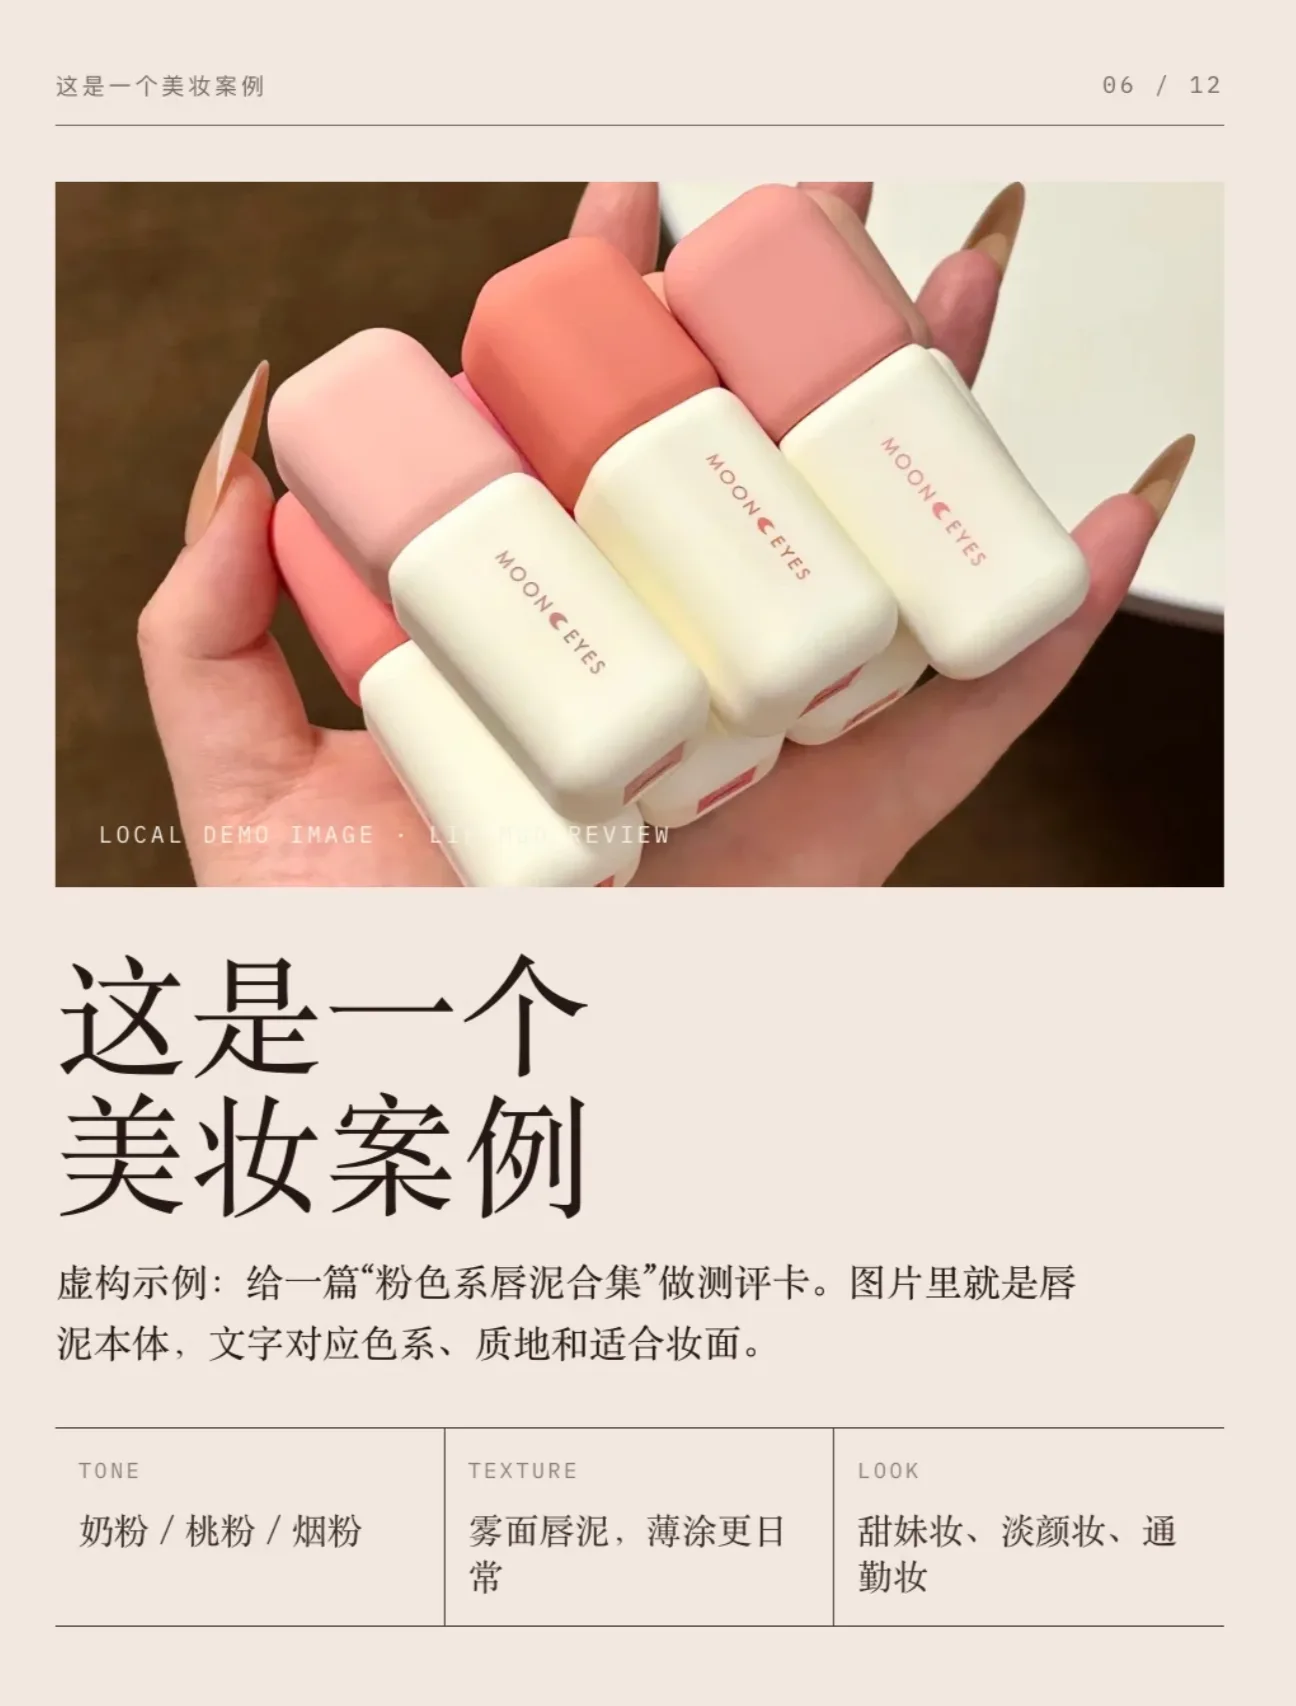 这是一个美妆案例
06 / 12
MOON EYES
MOON EYES
MOON EYES
LOCAL DEMO IMAGE · LIP MUD REVIEW
这是一个
美妆案例
虚构示例：给一篇“粉色系唇泥合集”做测评卡。图片里就是唇
泥本体，文字对应色系、质地和适合妆面。
TONE
奶粉 / 桃粉 / 烟粉
TEXTURE
雾面唇泥，薄涂更日
常
LOOK
甜妹妆、淡颜妆、通
勤妆